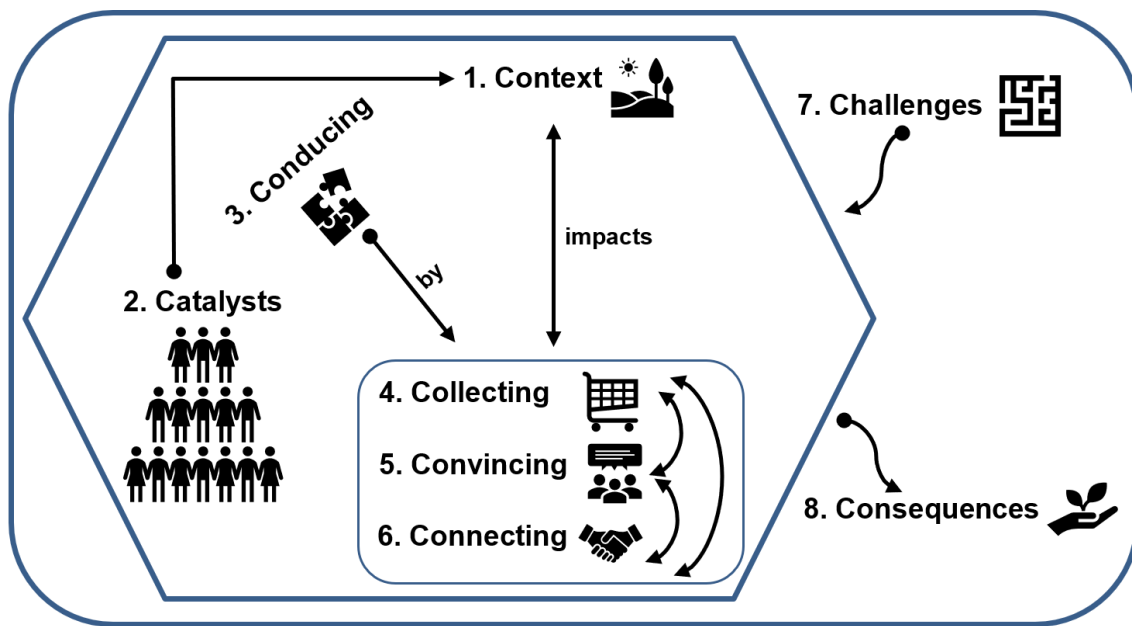 1. Context
7. Challenges
3. Conducing
impacts
by
2. Catalysts
4. Collecting
5. Convincing
8. Consequences
6. Connecting